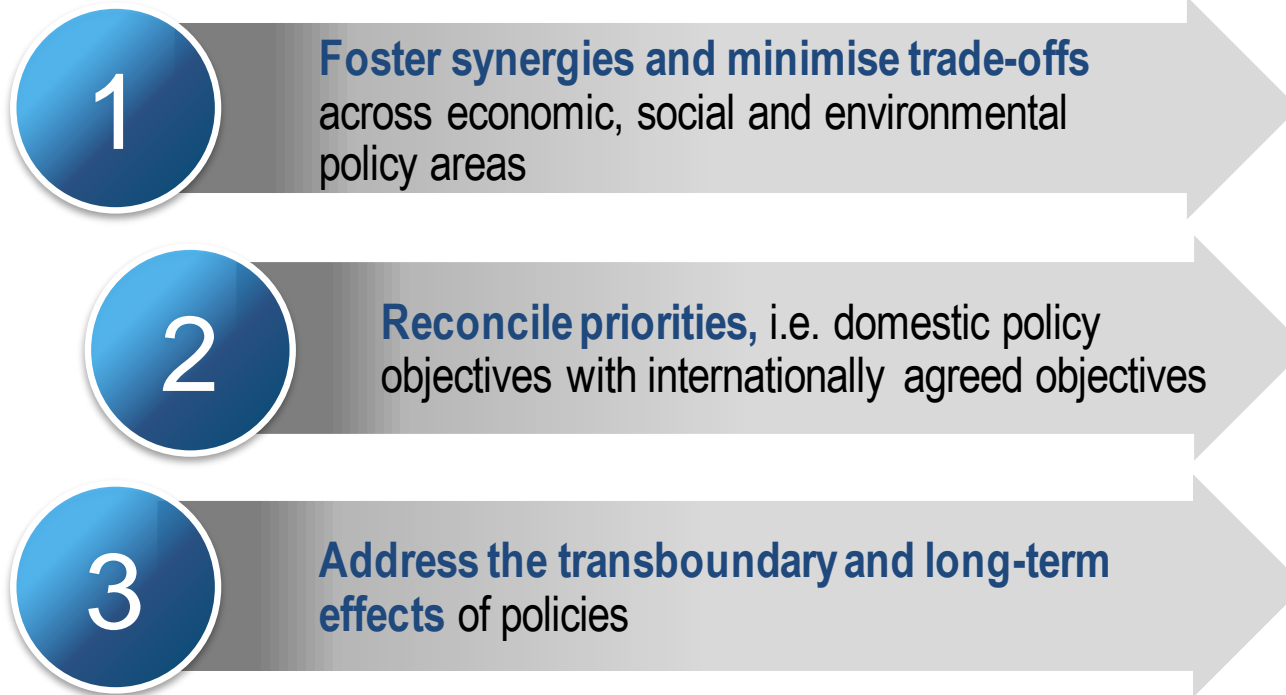 1
Foster synergies and minimise trade-offs
across economic, social and environmental
policy areas
2
Reconcile priorities, i.e. domestic policy
objectives with internationally agreed objectives
3
Address the transboundary and long-term
effects of policies